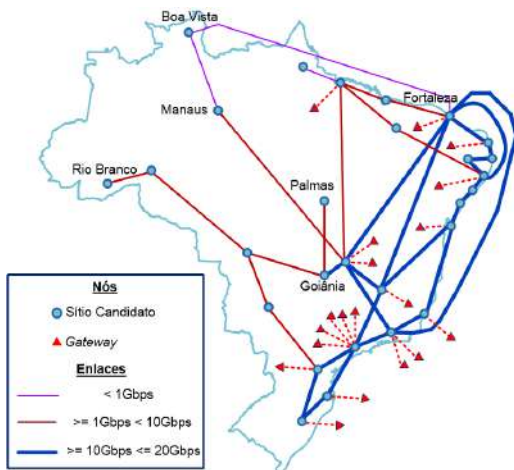 Boa Vista
Fortaleza
Manaus
Rio Branco
Palmas
Goiânia
Nós
Sítio Candidato
Gateway
Enlaces
< 1Gbps
>= 1Gbps < 10Gbps
>= 10Gbps <= 20Gbps